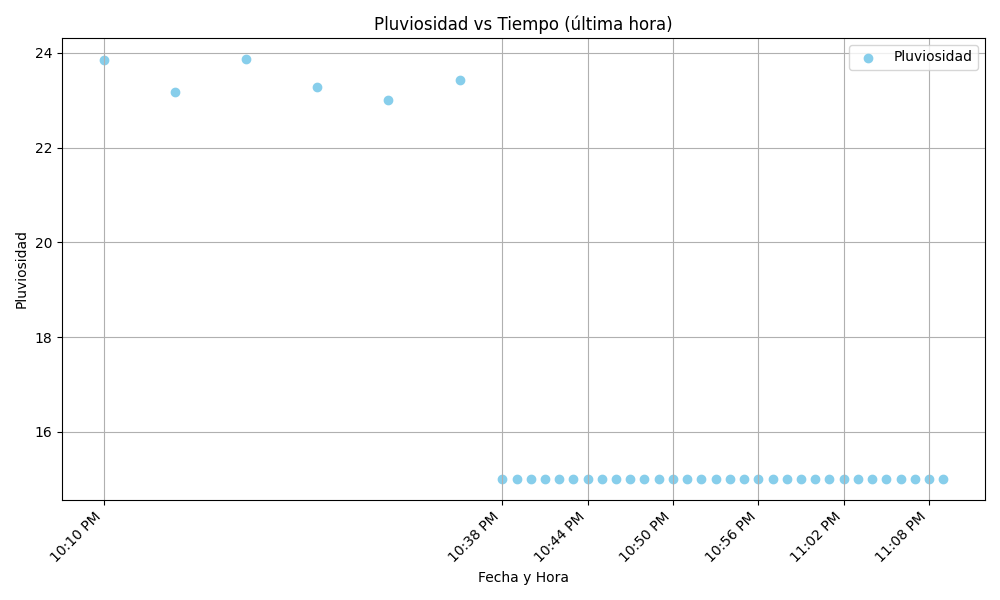 Pluviosidad vs Tiempo (última hora)
Pluviosidad
24
22
20
18
16
Pluviosidad
10:10 PM
10:38 PM
10:44 PM
10:50 PM
10:56 PM
11:02 PM
11:08 PM
Fecha y Hora